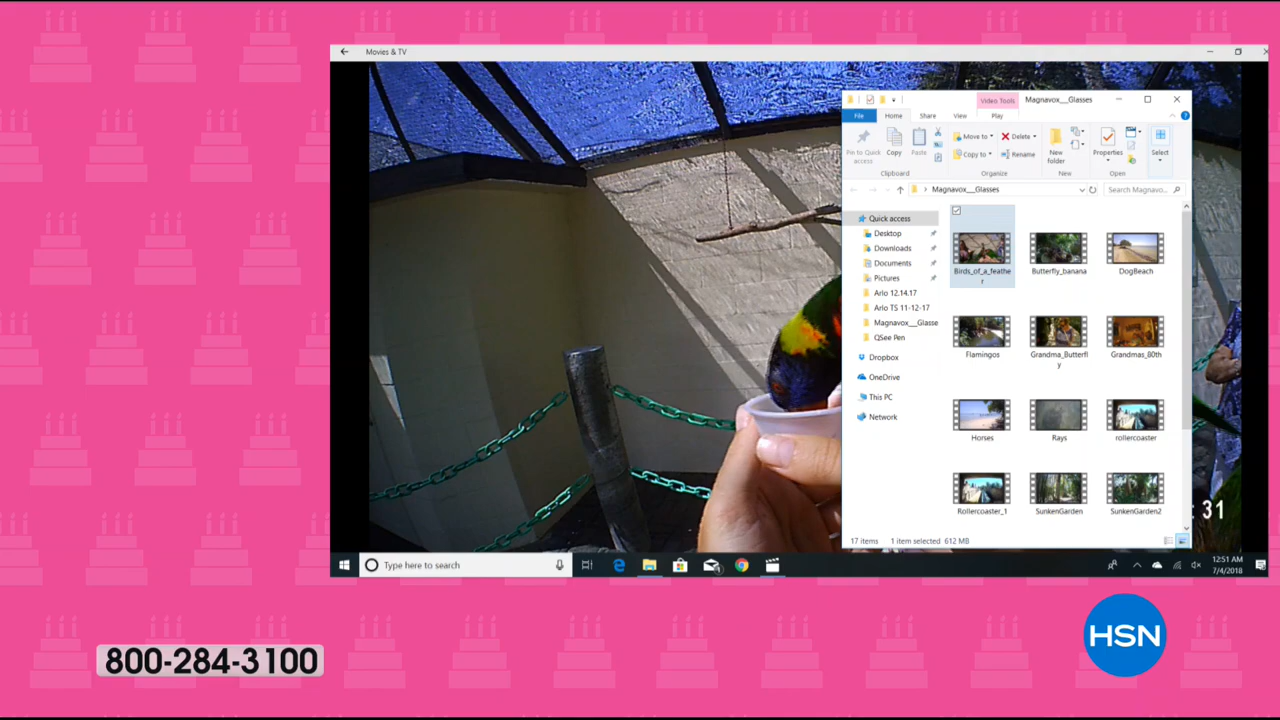 Movies & TV
Video Tools
Magnavox___Glasses
File
Home
Share
View
Play
Pin to Quick
access
Copy
Paste
Move to
Copy to
Delete
Rename
New
folder
Properties
Select
Clipboard
Organize
New
Open
Magnavox___Glasses
Search Magnavo...
Quick access
Desktop
Downloads
Documents
Pictures
Arlo 12.14.17
Arlo TS 11-12-17
Magnavox___Glasse
QSee Pen
Dropbox
OneDrive
This PC
Network
Birds_of_a_feathe
r
Butterfly_banana
DogBeach
Flamingos
Grandma_Butterfl
y
Grandmas_80th
Horses
Rays
rollercoaster
Rollercoaster_1
SunkenGarden
SunkenGarden2
17 items
1 item selected
612 MB
: 31
Type here to search
12:51 AM
7/4/2018
800-284-3100
HSN